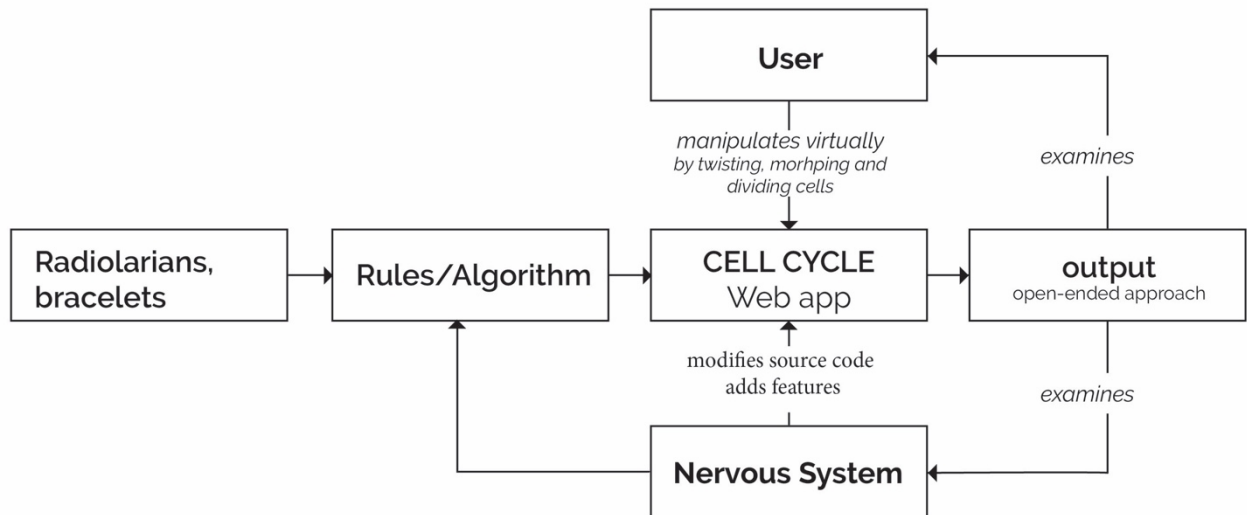 User
manipulates virtually
by twisting, morhping and
dividing cells
examines
Radiolarians,
bracelets
Rules/Algorithm
CELL CYCLE
Web app
output
open-ended approach
modifies source code
adds features
examines
Nervous System